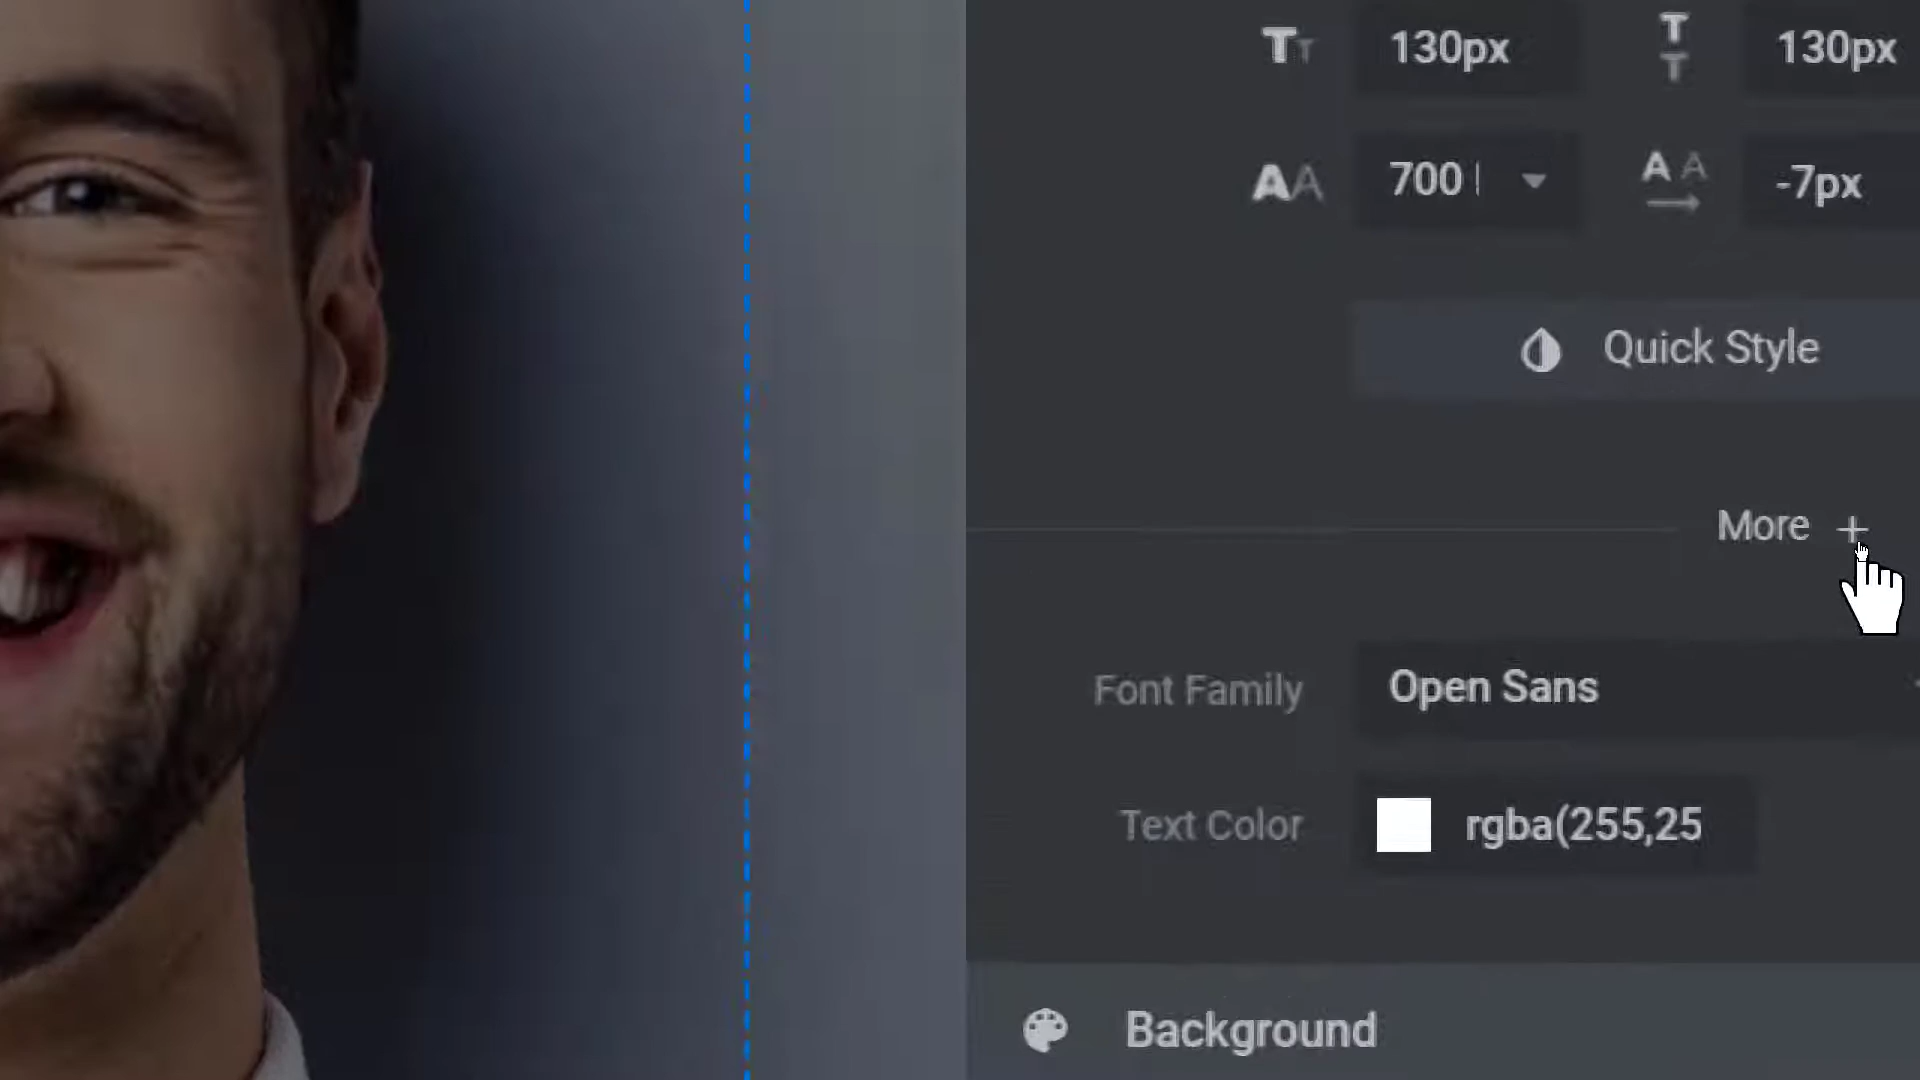 130px 130px
700 -7px
Quick Style
More +
Font Family Open Sans
Text Color rgba(255,25
Background